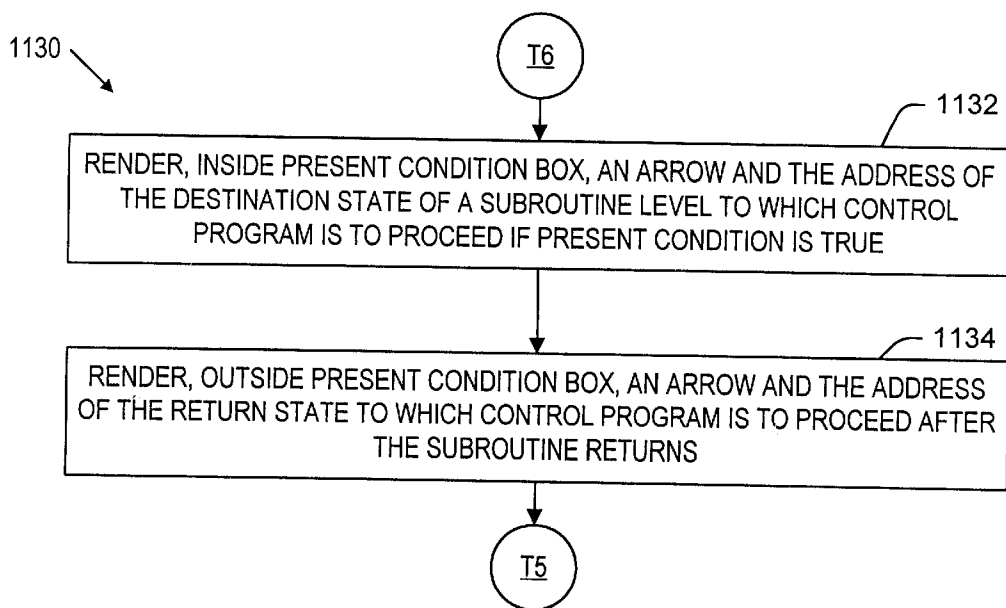 1130
T6
1132
RENDER, INSIDE PRESENT CONDITION BOX, AN ARROW AND THE ADDRESS OF
THE DESTINATION STATE OF A SUBROUTINE LEVEL TO WHICH CONTROL
PROGRAM IS TO PROCEED IF PRESENT CONDITION IS TRUE
1134
RENDER, OUTSIDE PRESENT CONDITION BOX, AN ARROW AND THE ADDRESS
OF THE RETURN STATE TO WHICH CONTROL PROGRAM IS TO PROCEED AFTER
THE SUBROUTINE RETURNS
T5